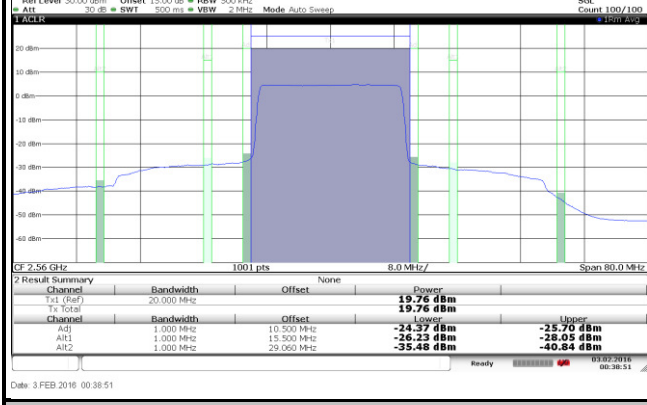 Ref Level 30.00 dBm Offset 15.00 dB RBW 500 kHz SGL
Att 30 dB SWT 500 ms VBW 2 MHz Mode Auto Sweep Count 100/100
1 ACLR 1Rm Avg
20 dBm
10 dBm
0 dBm
-10 dBm
-20 dBm
-30 dBm
-40 dBm
-50 dBm
-60 dBm
CF 2.56 GHz 1001 pts 8.0 MHz/ Span 80.0 MHz
2 Result Summary None
Channel Bandwidth Offset Power
Tx1 (Ref) 20.000 MHz 19.76 dBm
Tx Total 19.76 dBm
Channel Bandwidth Offset Lower Upper
Adj 1.000 MHz 10.500 MHz -24.37 dBm -25.70 dBm
Alt1 1.000 MHz 15.500 MHz -26.23 dBm -28.05 dBm
Alt2 1.000 MHz 29.060 MHz -35.48 dBm -40.84 dBm
Ready 03.02.2016
00:38:51
Date: 3.FEB.2016 00:38:51